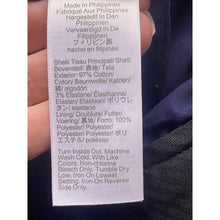 Made In Philippines
Fabriqué Aux Philippines
Hergestellt In Den
Philippinen
Vervaardigd In De
Filippijnen
フィリピン製
hecho en filipinas
Shell/ Tissu Principal/ Shell/
Bovenstof/ 表地/ Tela
Exterior: 97% Cotton/
Coton/ Baumwolle/ Katoen/
綿/ algodón
3% Elastane/ Élasthanne/
Elastan/ Elastaan/ ポリウレ
タン/ elastano
Lining/ Doublure/ Futter/
Voering/ 裏地/ Forro: 100%
Polyester/ Polyester/
Polyester/ Polyester/ ポリ
エステル/ poliéster
Turn Inside Out. Machine
Wash Cold. With Like
Colors. Non-chlorine
Bleach Only. Tumble Dry
Low. Iron On Lowest
Setting. Iron On Reverse
Side Only.